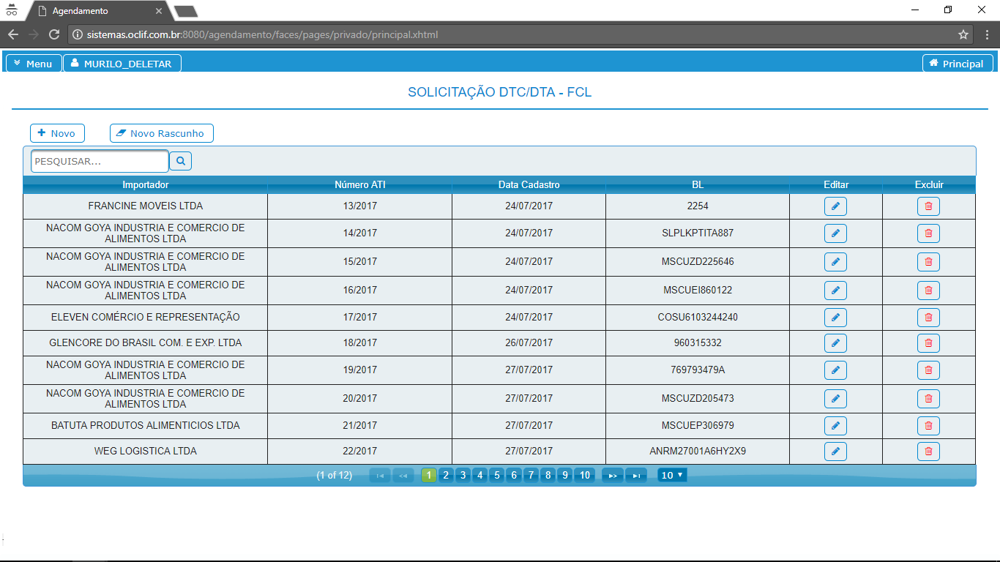 Agendamento
sistemas.oclif.com.br:8080/agendamento/faces/pages/privado/principal.xhtml
Menu MURILO_DELETAR Principal
SOLICITAÇÃO DTC/DTA - FCL
Novo Novo Rascunho
PESQUISAR...
Importador Número ATI Data Cadastro BL Editar Excluir
FRANCINE MOVEIS LTDA 13/2017 24/07/2017 2254
NACOM GOYA INDUSTRIA E COMERCIO DE
ALIMENTOS LTDA 14/2017 24/07/2017 SLPLKPTITA887
NACOM GOYA INDUSTRIA E COMERCIO DE
ALIMENTOS LTDA 15/2017 24/07/2017 MSCUZD225646
NACOM GOYA INDUSTRIA E COMERCIO DE
ALIMENTOS LTDA 16/2017 24/07/2017 MSCUEI860122
ELEVEN COMÉRCIO E REPRESENTAÇÃO 17/2017 24/07/2017 COSU6103244240
GLENCORE DO BRASIL COM. E EXP. LTDA 18/2017 26/07/2017 960315332
NACOM GOYA INDUSTRIA E COMERCIO DE
ALIMENTOS LTDA 19/2017 27/07/2017 769793479A
NACOM GOYA INDUSTRIA E COMERCIO DE
ALIMENTOS LTDA 20/2017 27/07/2017 MSCUZD205473
BATUTA PRODUTOS ALIMENTICIOS LTDA 21/2017 27/07/2017 MSCUEP306979
WEG LOGISTICA LTDA 22/2017 27/07/2017 ANRM27001A6HY2X9
(1 of 12) 1 2 3 4 5 6 7 8 9 10 10